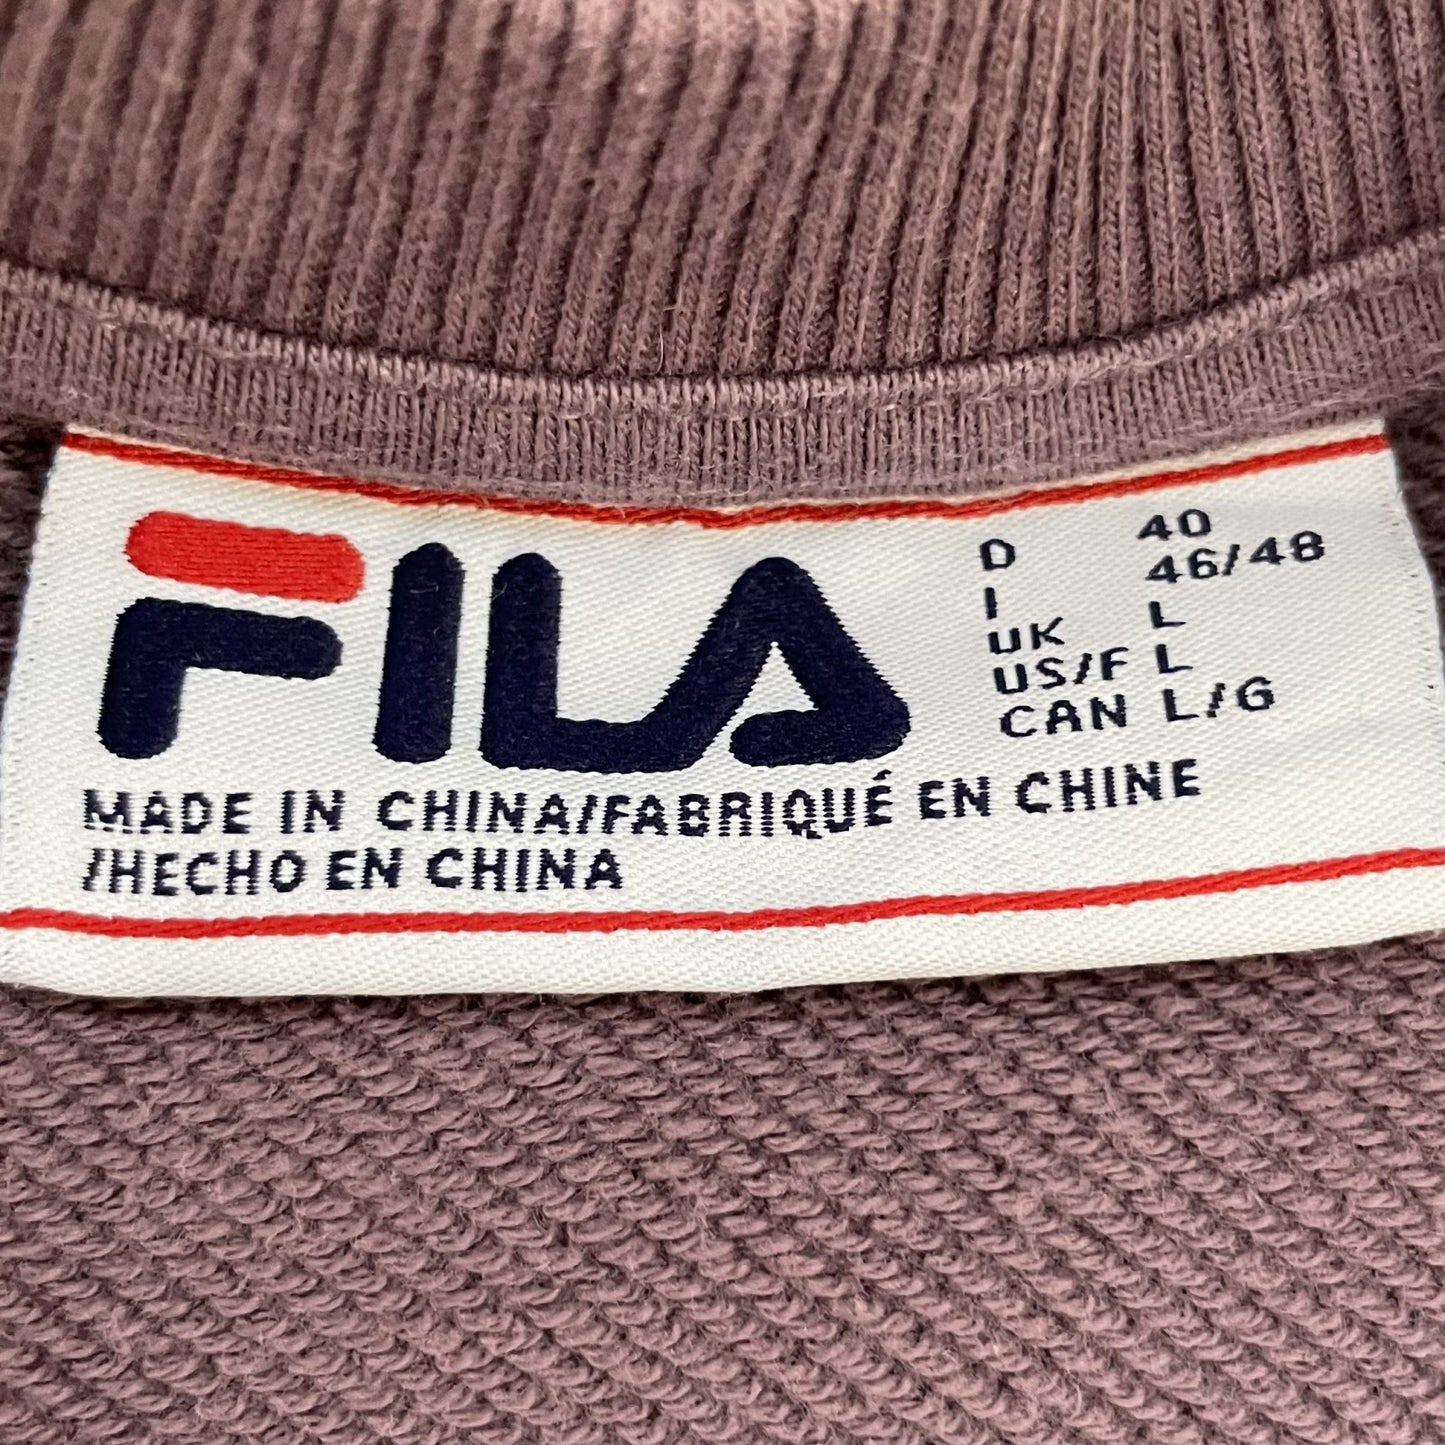 FILA
D 40
I 46/48
UK L
US/F L
CAN L/G
MADE IN CHINA/FABRIQUÉ EN CHINE
/HECHO EN CHINA